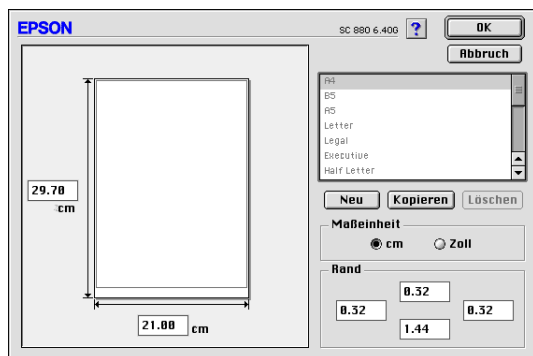 EPSON
SC 880 6.40G
?
OK
Abbruch
A4
B5
A5
Letter
Legal
Executive
Half Letter
29.70
cm
21.00 cm
Neu
Kopieren
Löschen
Maßeinheit
cm
Zoll
Rand
0.32
0.32
0.32
1.44